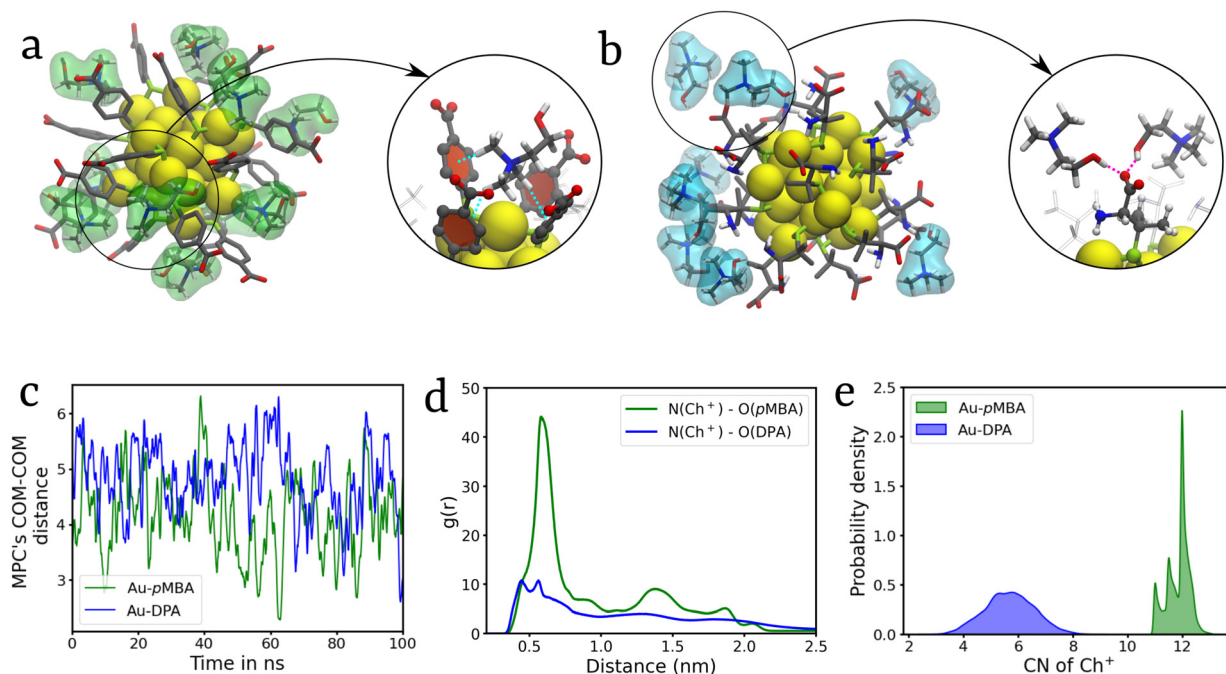 a
b
c
MPC's COM-COM
distance
6
5
4
3
Au-pMBA
Au-DPA
0
20
40
60
80
100
Time in ns
d
g(r)
50
40
30
20
10
0
N(Ch⁺) - O(pMBA)
N(Ch⁺) - O(DPA)
0.5
1.0
1.5
2.0
2.5
Distance (nm)
e
Probability density
2.5
2.0
1.5
1.0
0.5
0.0
Au-pMBA
Au-DPA
2
4
6
8
10
12
CN of Ch⁺